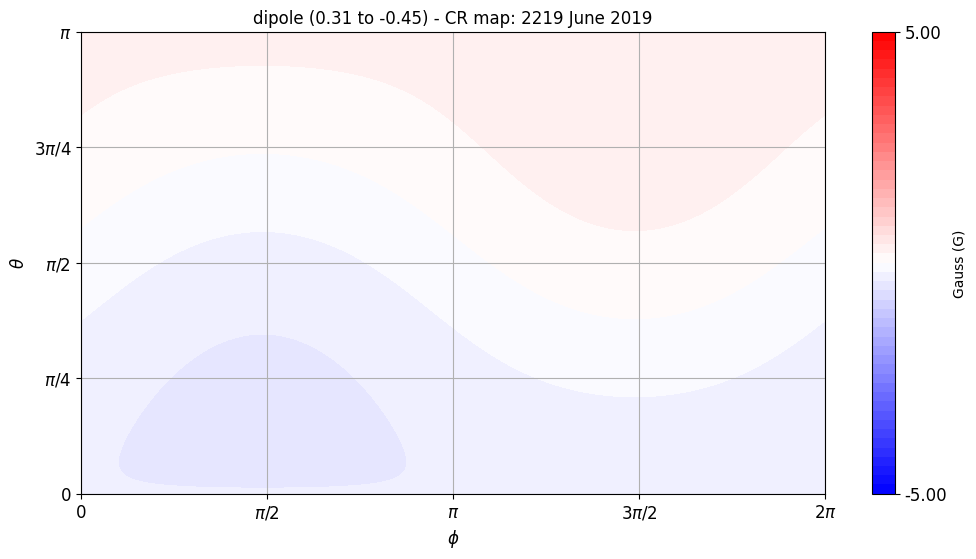 dipole (0.31 to -0.45) - CR map: 2219 June 2019
π
3π/4
π/2
π/4
0
θ
0
π/2
π
3π/2
2π
ϕ
5.00
-5.00
Gauss (G)